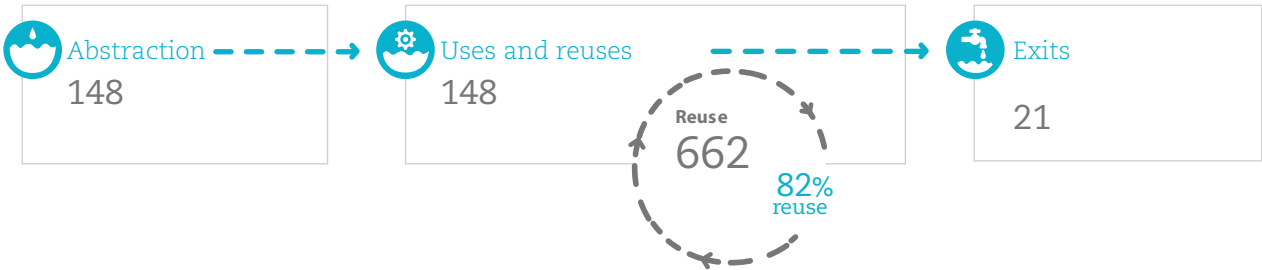 Abstraction
148
Uses and reuses
148
Reuse
662
82%
reuse
Exits
21